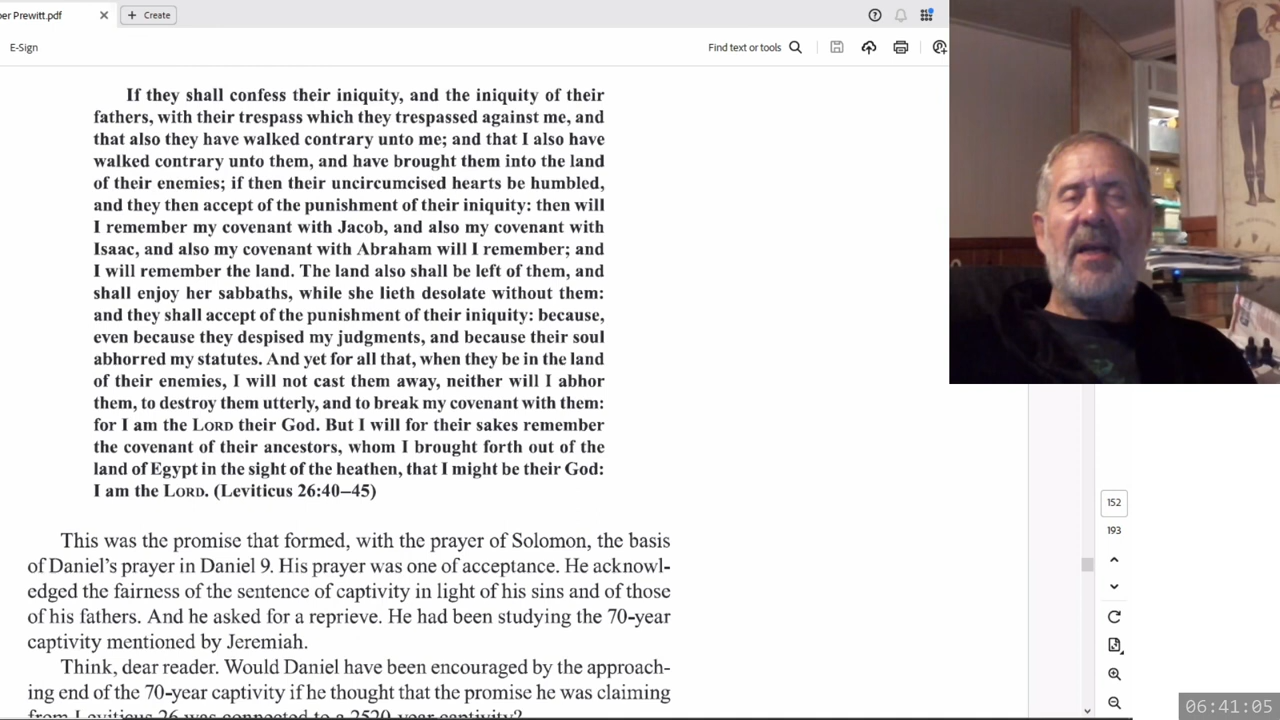 er Prewitt.pdf
Create
E-Sign
Find text or tools
If they shall confess their iniquity, and the iniquity of their
fathers, with their trespass which they trespassed against me, and
that also they have walked contrary unto me; and that I also have
walked contrary unto them, and have brought them into the land
of their enemies; if then their uncircumcised hearts be humbled,
and they then accept of the punishment of their iniquity: then will
I remember my covenant with Jacob, and also my covenant with
Isaac, and also my covenant with Abraham will I remember; and
I will remember the land. The land also shall be left of them, and
shall enjoy her sabbaths, while she lieth desolate without them:
and they shall accept of the punishment of their iniquity: because,
even because they despised my judgments, and because their soul
abhorred my statutes. And yet for all that, when they be in the land
of their enemies, I will not cast them away, neither will I abhor
them, to destroy them utterly, and to break my covenant with them:
for I am the LORD their God. But I will for their sakes remember
the covenant of their ancestors, whom I brought forth out of the
land of Egypt in the sight of the heathen, that I might be their God:
I am the LORD. (Leviticus 26:40–45)
This was the promise that formed, with the prayer of Solomon, the basis
of Daniel's prayer in Daniel 9. His prayer was one of acceptance. He acknowl-
edged the fairness of the sentence of captivity in light of his sins and of those
of his fathers. And he asked for a reprieve. He had been studying the 70-year
captivity mentioned by Jeremiah.
Think, dear reader. Would Daniel have been encouraged by the approach-
ing end of the 70-year captivity if he thought that the promise he was claiming
from Leviticus 26 was connected to a 2520-year captivity?
152
193
06:41:05